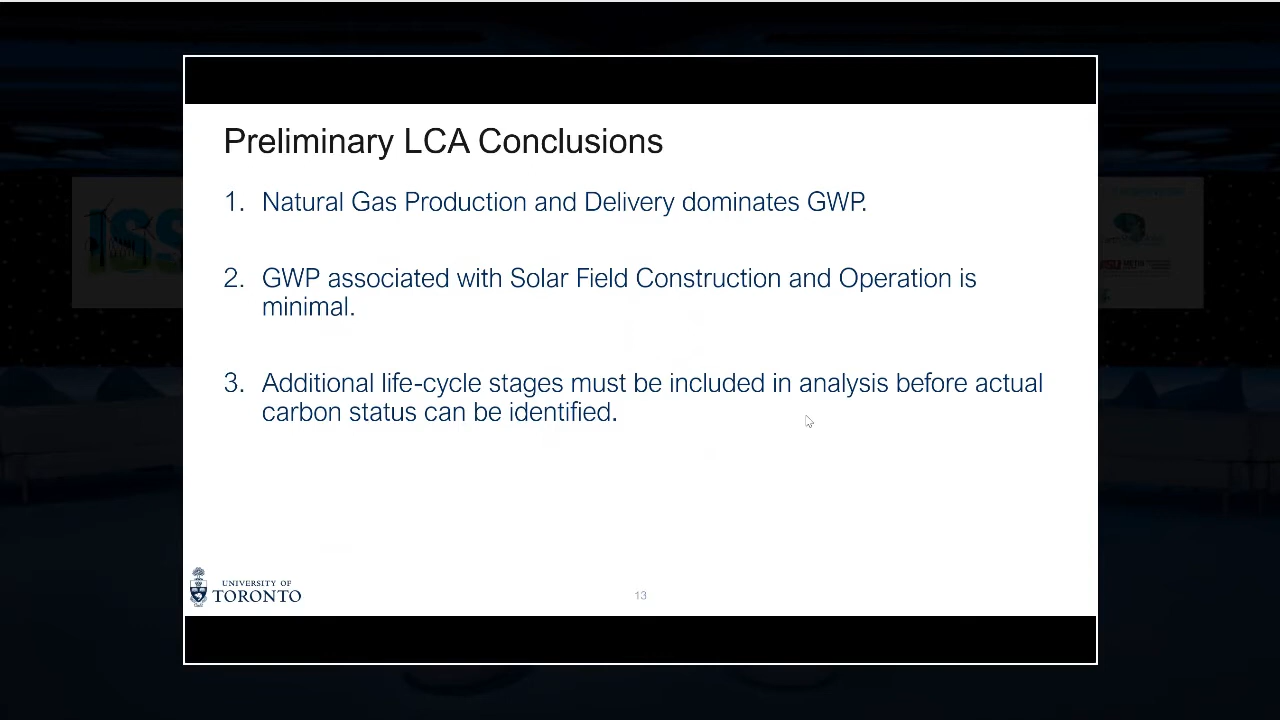 Preliminary LCA Conclusions
1. Natural Gas Production and Delivery dominates GWP.
2. GWP associated with Solar Field Construction and Operation is
minimal.
3. Additional life-cycle stages must be included in analysis before actual
carbon status can be identified.
UNIVERSITY OF
TORONTO
13